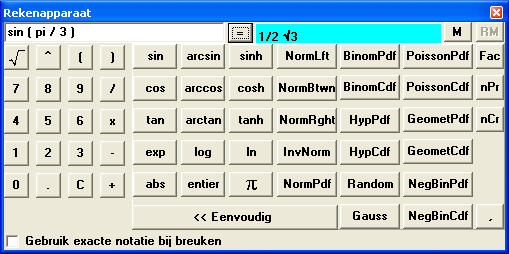 Rekenapparaat
sin ( pi / 3 ) = 1/2 √3 M RM
√ ^ ( ) sin arcsin sinh NormLft BinomPdf PoissonPdf Fac
7 8 9 / cos arccos cosh NormBtwn BinomCdf PoissonCdf nPr
4 5 6 x tan arctan tanh NormRght HypPdf GeometPdf nCr
1 2 3 - exp log ln InvNorm HypCdf GeometCdf
0 . C + abs entier π NormPdf Random NegBinPdf
<< Eenvoudig Gauss NegBinCdf ,
Gebruik exacte notatie bij breuken